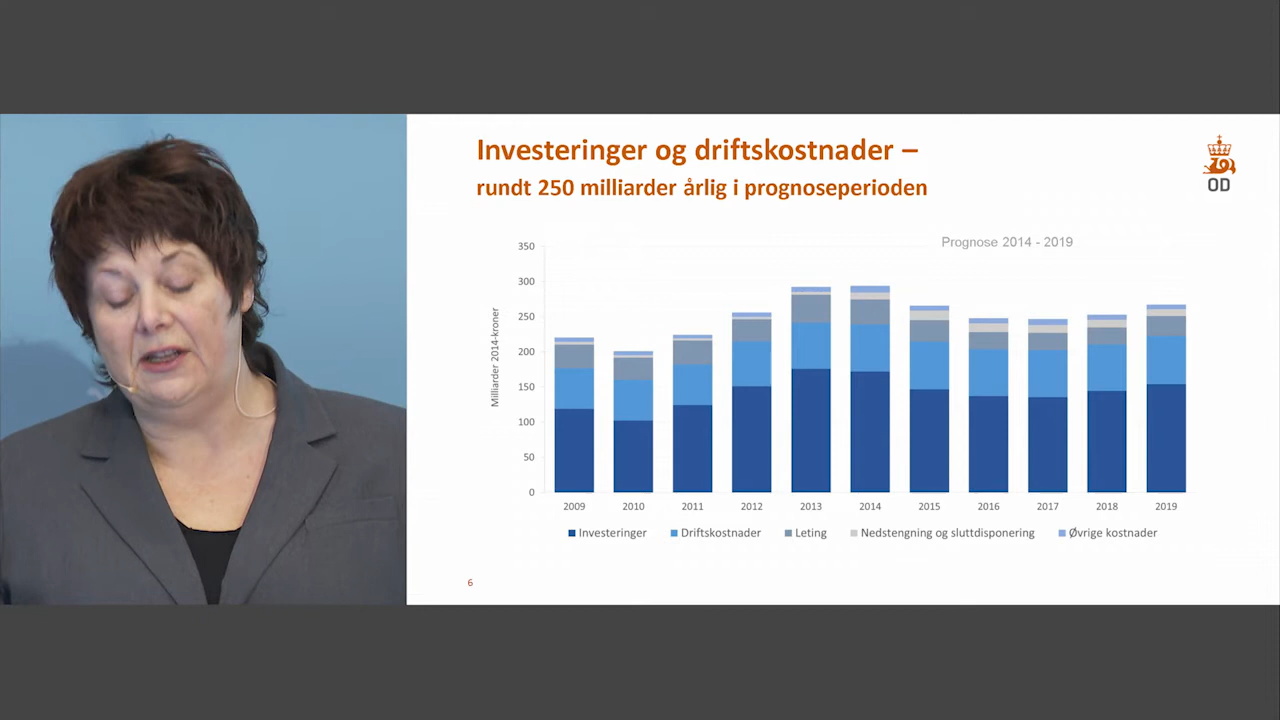 Investeringer og driftskostnader –
rundt 250 milliarder årlig i prognoseperioden
OD
Prognose 2014 - 2019
Milliarder 2014-kroner
350
300
250
200
150
100
50
0
2009 2010 2011 2012 2013 2014 2015 2016 2017 2018 2019
Investeringer Driftskostnader Leting Nedstengning og sluttdisponering Øvrige kostnader
6